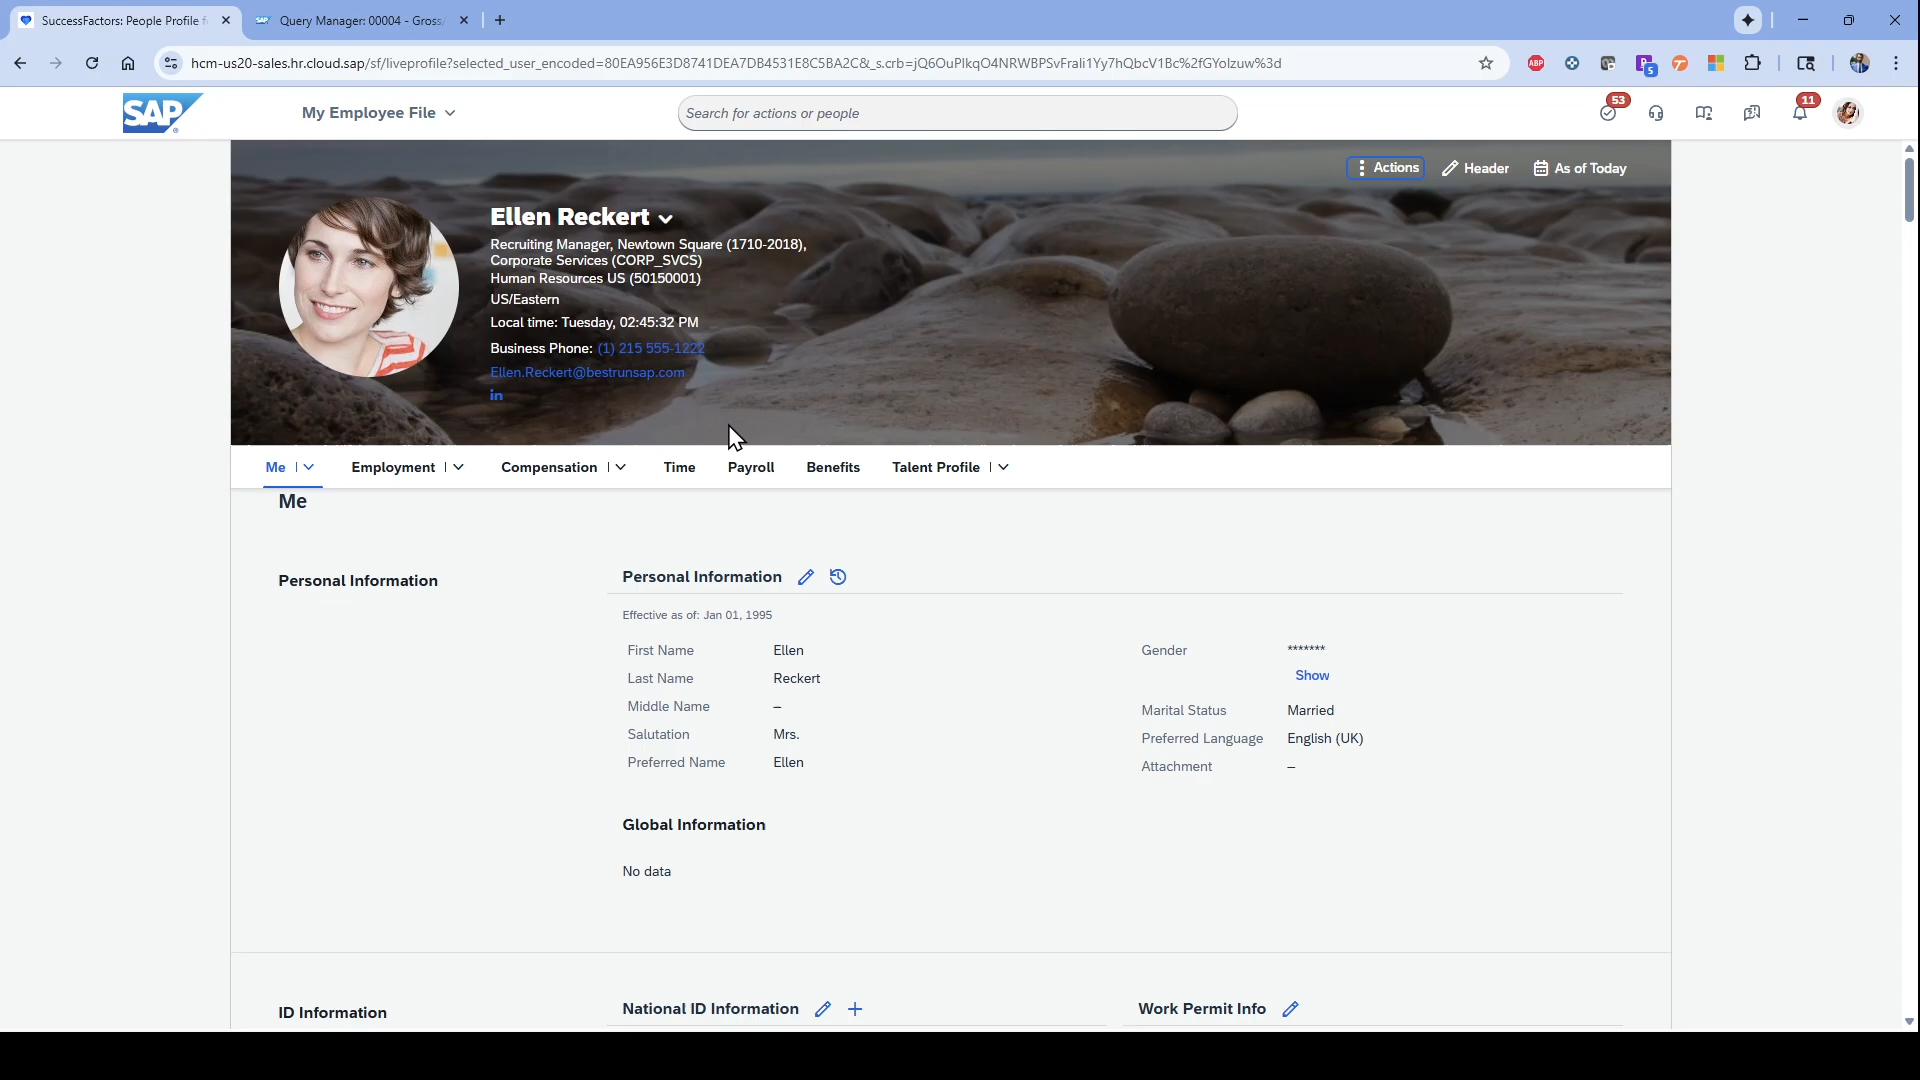 SuccessFactors: People Profile f
Query Manager: 00004 - Gross/
hcm-us20-sales.hr.cloud.sap/sf/liveprofile?selected_user_encoded=80EA956E3D8741DEA7DB4531E8C5BA2C&_s.crb=jQ6OuPIkqO4NRWBPSvFrali1Yy7hQbcV1Bc%2fGYolzuw%3d
ABP
5
SAP
My Employee File
Search for actions or people
53
11
Actions
Header
As of Today
Ellen Reckert
Recruiting Manager, Newtown Square (1710-2018),
Corporate Services (CORP_SVCS)
Human Resources US (50150001)
US/Eastern
Local time: Tuesday, 02:45:32 PM
Business Phone: (1) 215 555-1222
Ellen.Reckert@bestrunsap.com
in
Me
Employment
Compensation
Time
Payroll
Benefits
Talent Profile
Me
Personal Information
Personal Information
Effective as of: Jan 01, 1995
First Name Ellen
Last Name Reckert
Middle Name –
Salutation Mrs.
Preferred Name Ellen
Gender *******
Show
Marital Status Married
Preferred Language English (UK)
Attachment –
Global Information
No data
ID Information
National ID Information
Work Permit Info